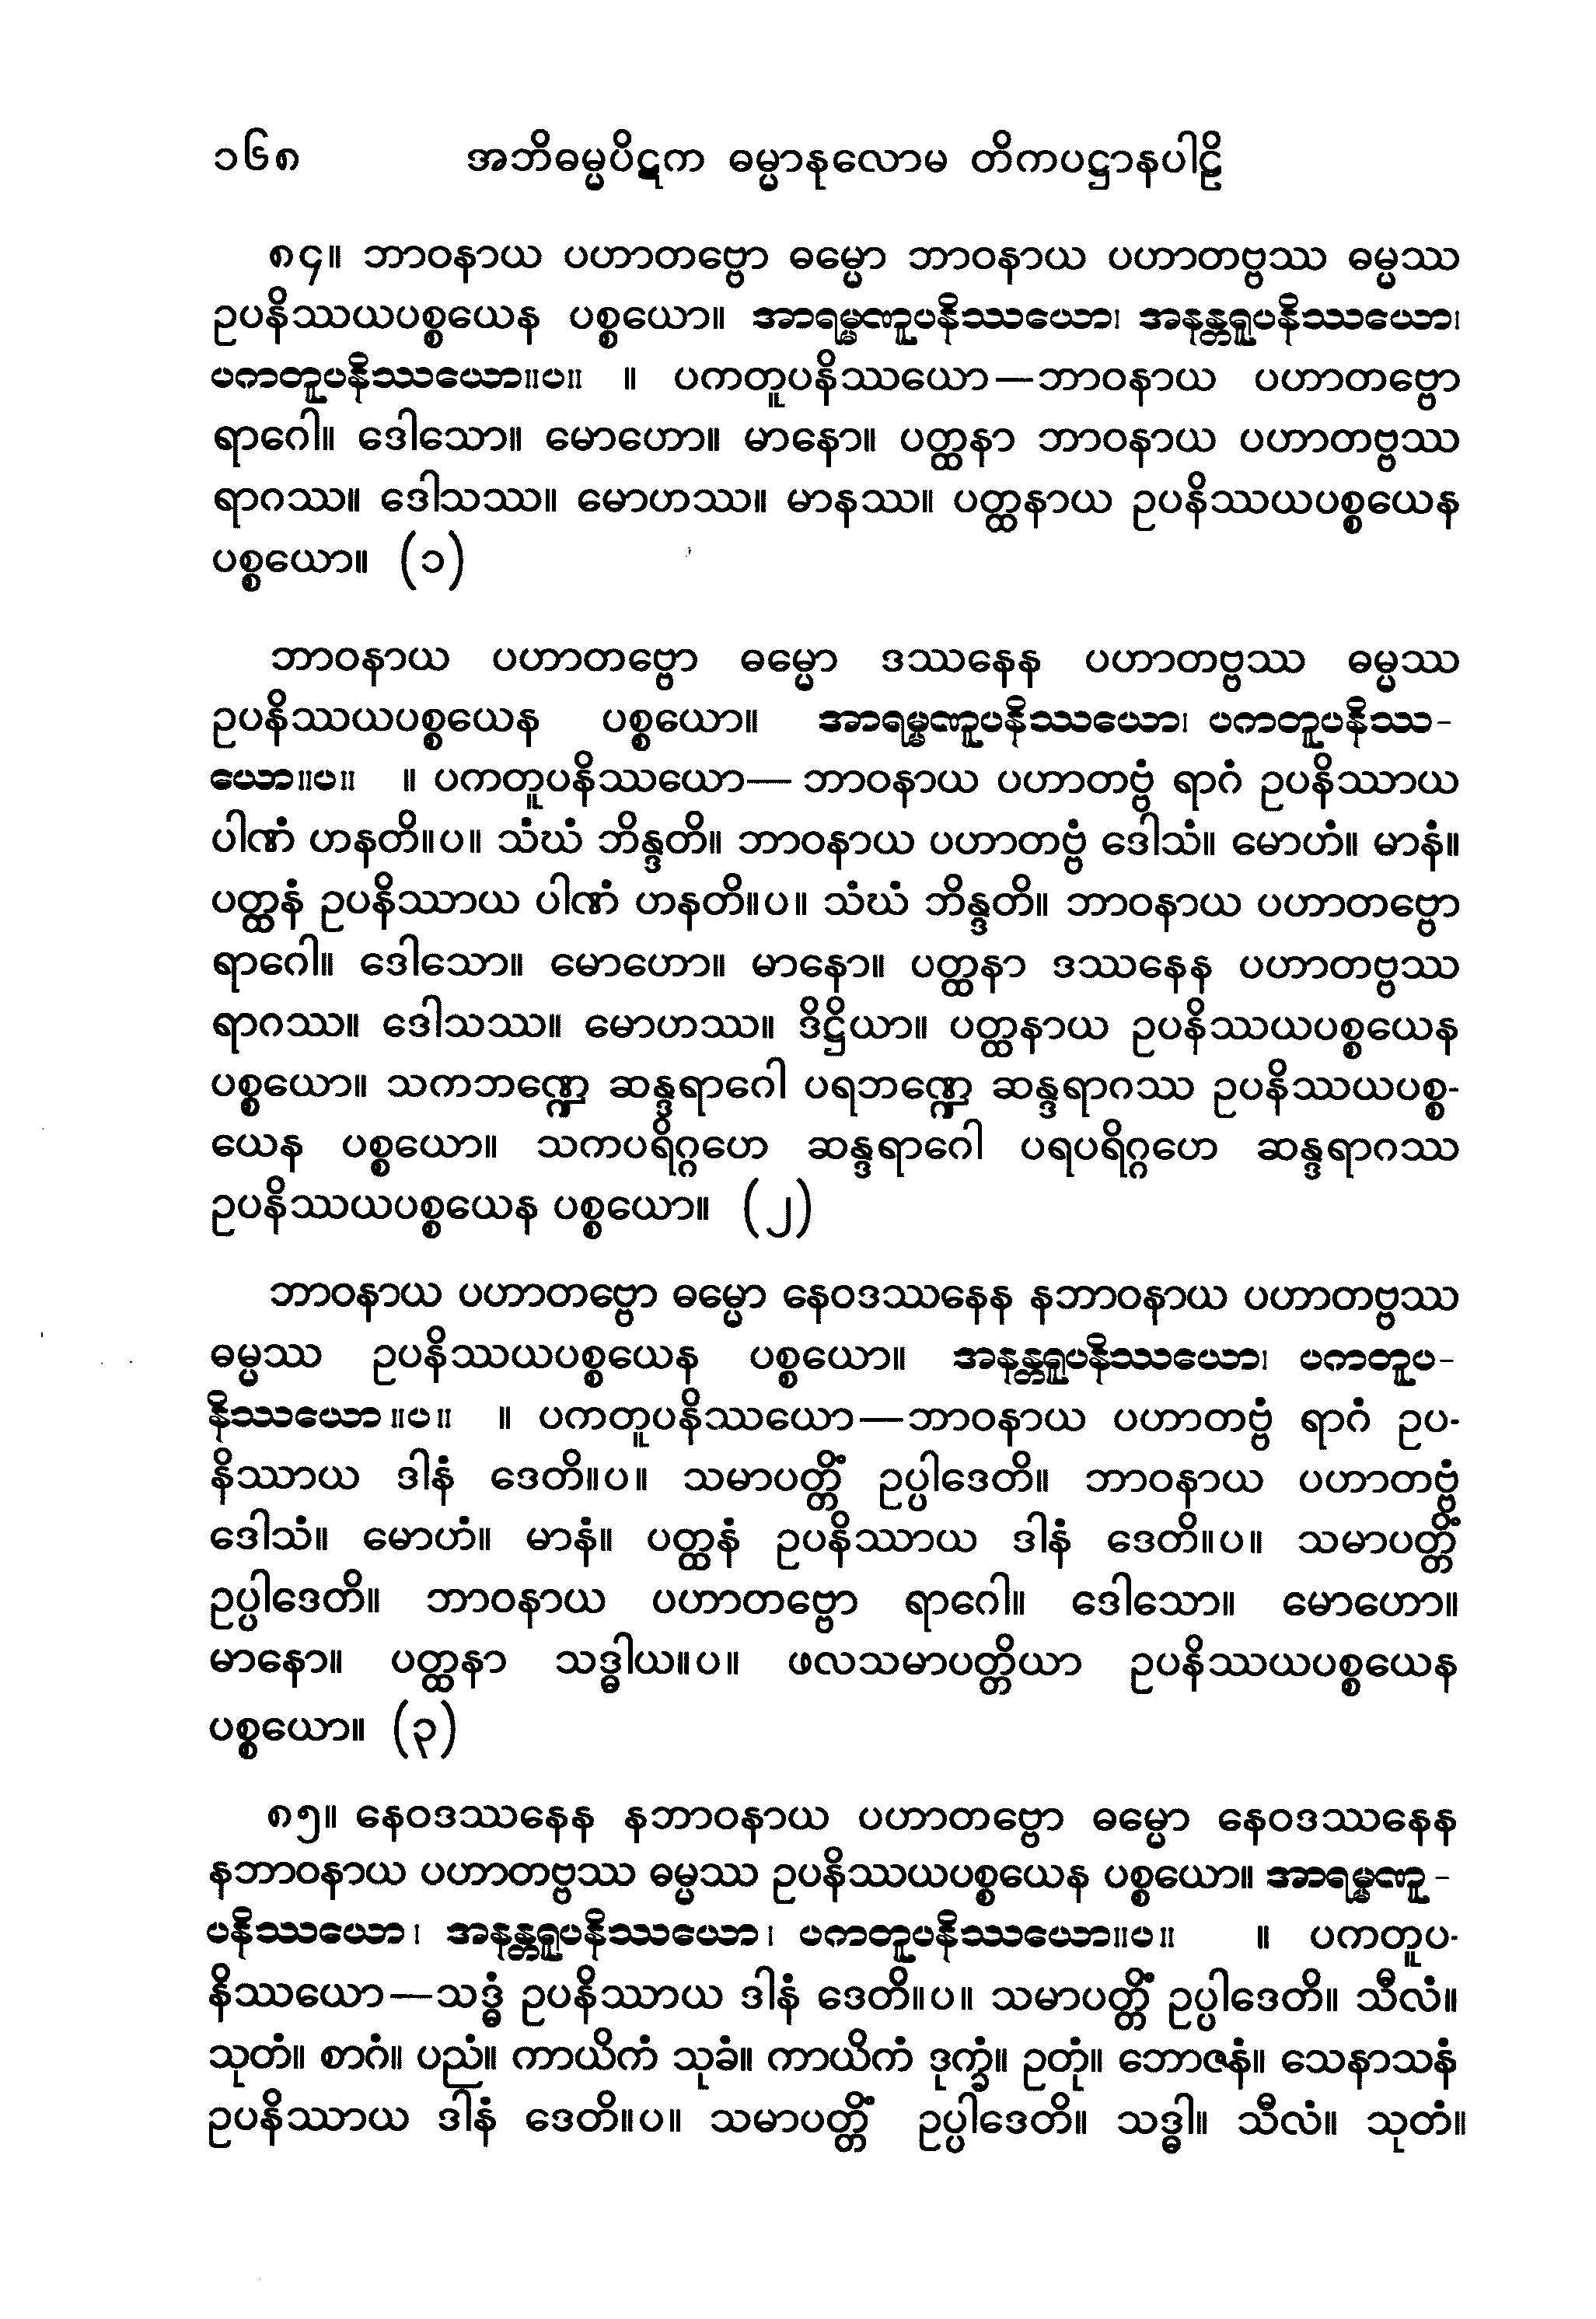 ၁၆၈ အဘိဓမ္မပိဋက ဓမ္မာနုလောမ တိကပဋ္ဌာနပါဠိ
၈၄။ ဘာဝနာယ ပဟာတဗ္ဗော ဓမ္မော ဘာဝနာယ ပဟာတဗ္ဗဿ ဓမ္မဿ
ဥပနိဿယပစ္စယေန ပစ္စယော။ အာရမ္မဏူပနိဿယော၊ အနန္တရူပနိဿယော၊
ပကတူပနိဿယော။ပ။ ။ ပကတူပနိဿယော—ဘာဝနာယ ပဟာတဗ္ဗော
ရာဂေါ။ ဒေါသော။ မောဟော။ မာနော။ ပတ္ထနာ ဘာဝနာယ ပဟာတဗ္ဗဿ
ရာဂဿ။ ဒေါသဿ။ မောဟဿ။ မာနဿ။ ပတ္ထနာယ ဥပနိဿယပစ္စယေန
ပစ္စယော။ (၁)
ဘာဝနာယ ပဟာတဗ္ဗော ဓမ္မော ဒဿနေန ပဟာတဗ္ဗဿ ဓမ္မဿ
ဥပနိဿယပစ္စယေန ပစ္စယော။ အာရမ္မဏူပနိဿယော၊ ပကတူပနိဿ-
ယော။ပ။ ။ ပကတူပနိဿယော—ဘာဝနာယ ပဟာတဗ္ဗံ ရာဂံ ဥပနိဿာယ
ပါဏံ ဟနတိ။ပ။ သံဃံ ဘိန္ဒတိ။ ဘာဝနာယ ပဟာတဗ္ဗံ ဒေါသံ။ မောဟံ။ မာနံ။
ပတ္ထနံ ဥပနိဿာယ ပါဏံ ဟနတိ။ပ။ သံဃံ ဘိန္ဒတိ။ ဘာဝနာယ ပဟာတဗ္ဗော
ရာဂေါ။ ဒေါသော။ မောဟော။ မာနော။ ပတ္ထနာ ဒဿနေန ပဟာတဗ္ဗဿ
ရာဂဿ။ ဒေါသဿ။ မောဟဿ။ ဒိဋ္ဌိယာ။ ပတ္ထနာယ ဥပနိဿယပစ္စယေန
ပစ္စယော။ သကဘဏ္ဍေ ဆန္ဒရာဂေါ ပရဘဏ္ဍေ ဆန္ဒရာဂဿ ဥပနိဿယပစ္စ-
ယေန ပစ္စယော။ သကပရိဂ္ဂဟေ ဆန္ဒရာဂေါ ပရပရိဂ္ဂဟေ ဆန္ဒရာဂဿ
ဥပနိဿယပစ္စယေန ပစ္စယော။ (၂)
ဘာဝနာယ ပဟာတဗ္ဗော ဓမ္မော နေဝဒဿနေန နဘာဝနာယ ပဟာတဗ္ဗဿ
ဓမ္မဿ ဥပနိဿယပစ္စယေန ပစ္စယော။ အနန္တရူပနိဿယော၊ ပကတူပ-
နိဿယော။ပ။ ။ ပကတူပနိဿယော—ဘာဝနာယ ပဟာတဗ္ဗံ ရာဂံ ဥပ-
နိဿာယ ဒါနံ ဒေတိ။ပ။ သမာပတ္တိံ ဥပ္ပါဒေတိ။ ဘာဝနာယ ပဟာတဗ္ဗံ
ဒေါသံ။ မောဟံ။ မာနံ။ ပတ္ထနံ ဥပနိဿာယ ဒါနံ ဒေတိ။ပ။ သမာပတ္တိံ
ဥပ္ပါဒေတိ။ ဘာဝနာယ ပဟာတဗ္ဗော ရာဂေါ။ ဒေါသော။ မောဟော။
မာနော။ ပတ္ထနာ သဒ္ဓါယ။ပ။ ဖလသမာပတ္တိယာ ဥပနိဿယပစ္စယေန
ပစ္စယော။ (၃)
၈၅။ နေဝဒဿနေန နဘာဝနာယ ပဟာတဗ္ဗော ဓမ္မော နေဝဒဿနေန
နဘာဝနာယ ပဟာတဗ္ဗဿ ဓမ္မဿ ဥပနိဿယပစ္စယေန ပစ္စယော။ အာရမ္မဏူ-
ပနိဿယော၊ အနန္တရူပနိဿယော၊ ပကတူပနိဿယော။ပ။ ။ ပကတူပ-
နိဿယော—သဒ္ဓံ ဥပနိဿာယ ဒါနံ ဒေတိ။ပ။ သမာပတ္တိံ ဥပ္ပါဒေတိ။ သီလံ။
သုတံ။ စာဂံ။ ပညံ။ ကာယိကံ သုခံ။ ကာယိကံ ဒုက္ခံ။ ဥတုံ။ ဘောဇနံ။ သေနာသနံ
ဥပနိဿာယ ဒါနံ ဒေတိ။ပ။ သမာပတ္တိံ ဥပ္ပါဒေတိ။ သဒ္ဓါ။ သီလံ။ သုတံ။